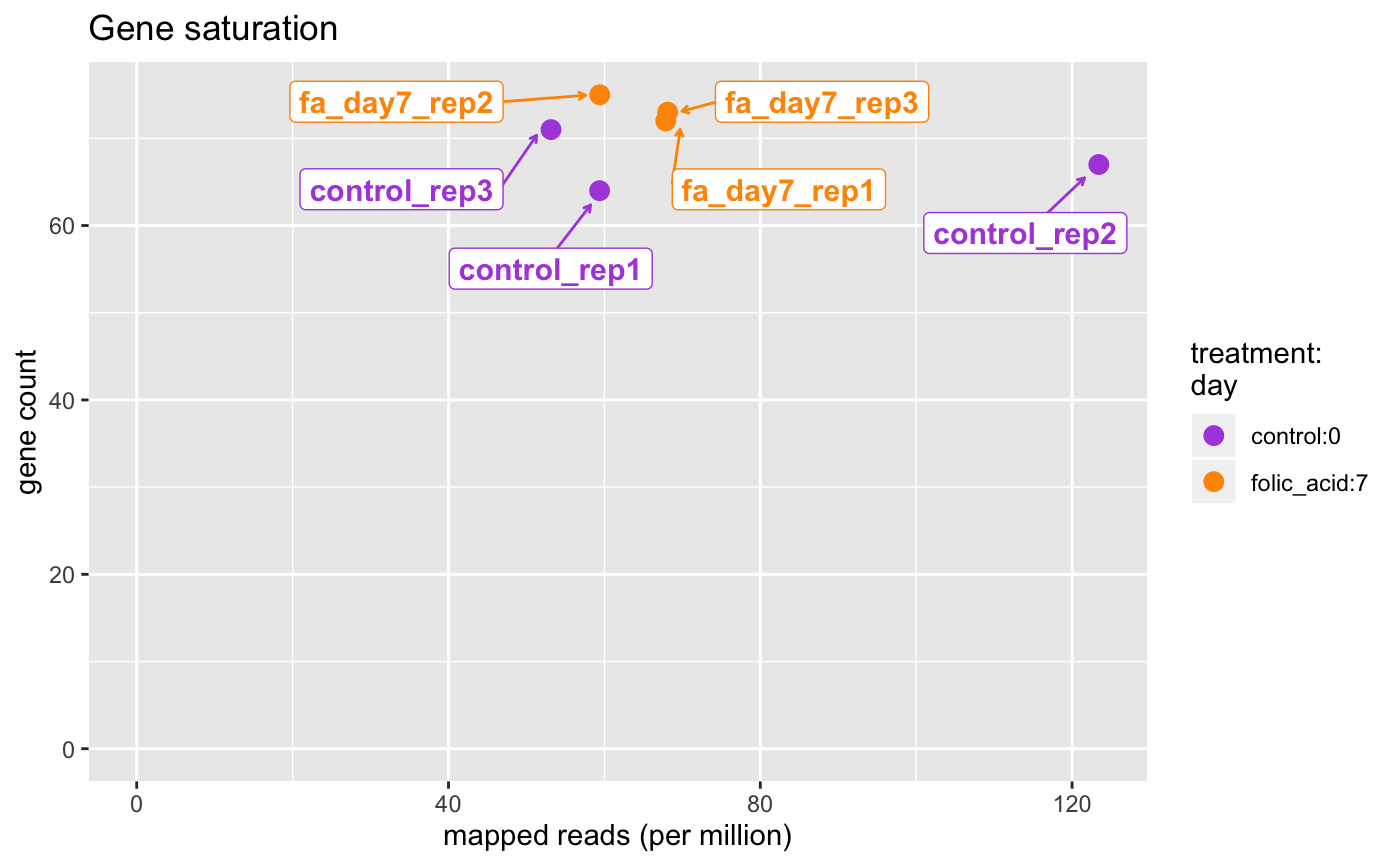 Gene saturation
fa_day7_rep2
fa_day7_rep3
control_rep3
fa_day7_rep1
control_rep2
control_rep1
gene count
60
40
20
0
0
40
80
120
mapped reads (per million)
treatment:
day
control:0
folic_acid:7